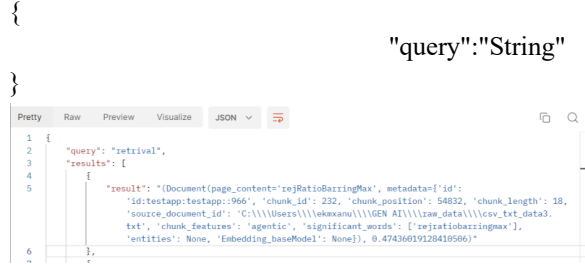 {
"query":"String"
}
Pretty Raw Preview Visualize JSON
1 {
2 "query": "retrival",
3 "results": [
4 {
5 "result": "(Document(page_content='rejRatioBarringMax', metadata={'id':
'id:testapp:testapp::966', 'chunk_id': 232, 'chunk_position': 54832, 'chunk_length': 18,
'source_document_id': 'C:\\\\Users\\\\ekmxanu\\\\GEN AI\\\\raw_data\\\\csv_txt_data3.
txt', 'chunk_features': 'agentic', 'significant_words': ['rejratiobarringmax'],
'entities': None, 'Embedding_baseModel': None}), 0.47436019128410506)"
6 },